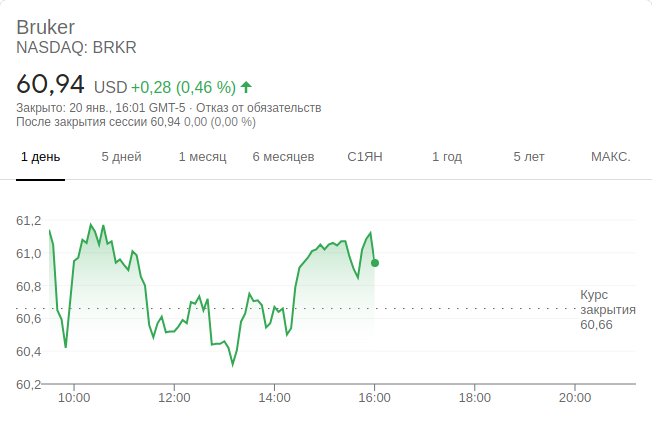 Bruker
NASDAQ: BRKR
60,94 USD +0,28 (0,46 %)
Закрыто: 20 янв., 16:01 GMT-5 · Отказ от обязательств
После закрытия сессии 60,94 0,00 (0,00 %)
1 день 5 дней 1 месяц 6 месяцев С1ЯН 1 год 5 лет МАКС.
61,2
61,0
60,8
60,6
60,4
60,2
Курс
закрытия
60,66
10:00 12:00 14:00 16:00 18:00 20:00